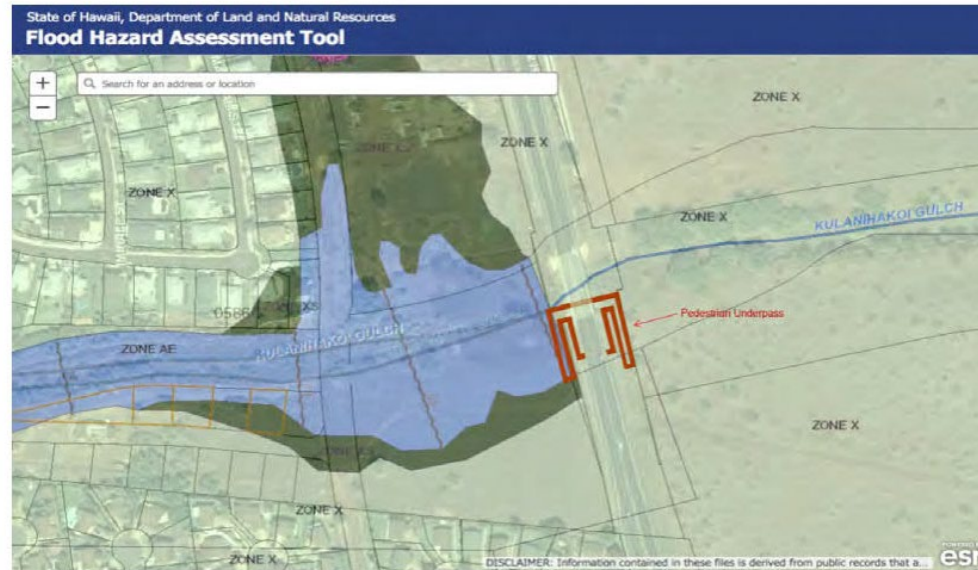 State of Hawaii, Department of Land and Natural Resources
Flood Hazard Assessment Tool
+
Search for an address or location
−
ZONE X
ZONE X
ZONE X
ZONE X
KULANIHAKOI GULCH
Pedestrian Underpass
ZONE AE
KULANIHAKOI GULCH
ZONE X
ZONE X
ZONE X
DISCLAIMER: Information contained in these files is derived from public records that a...
esri